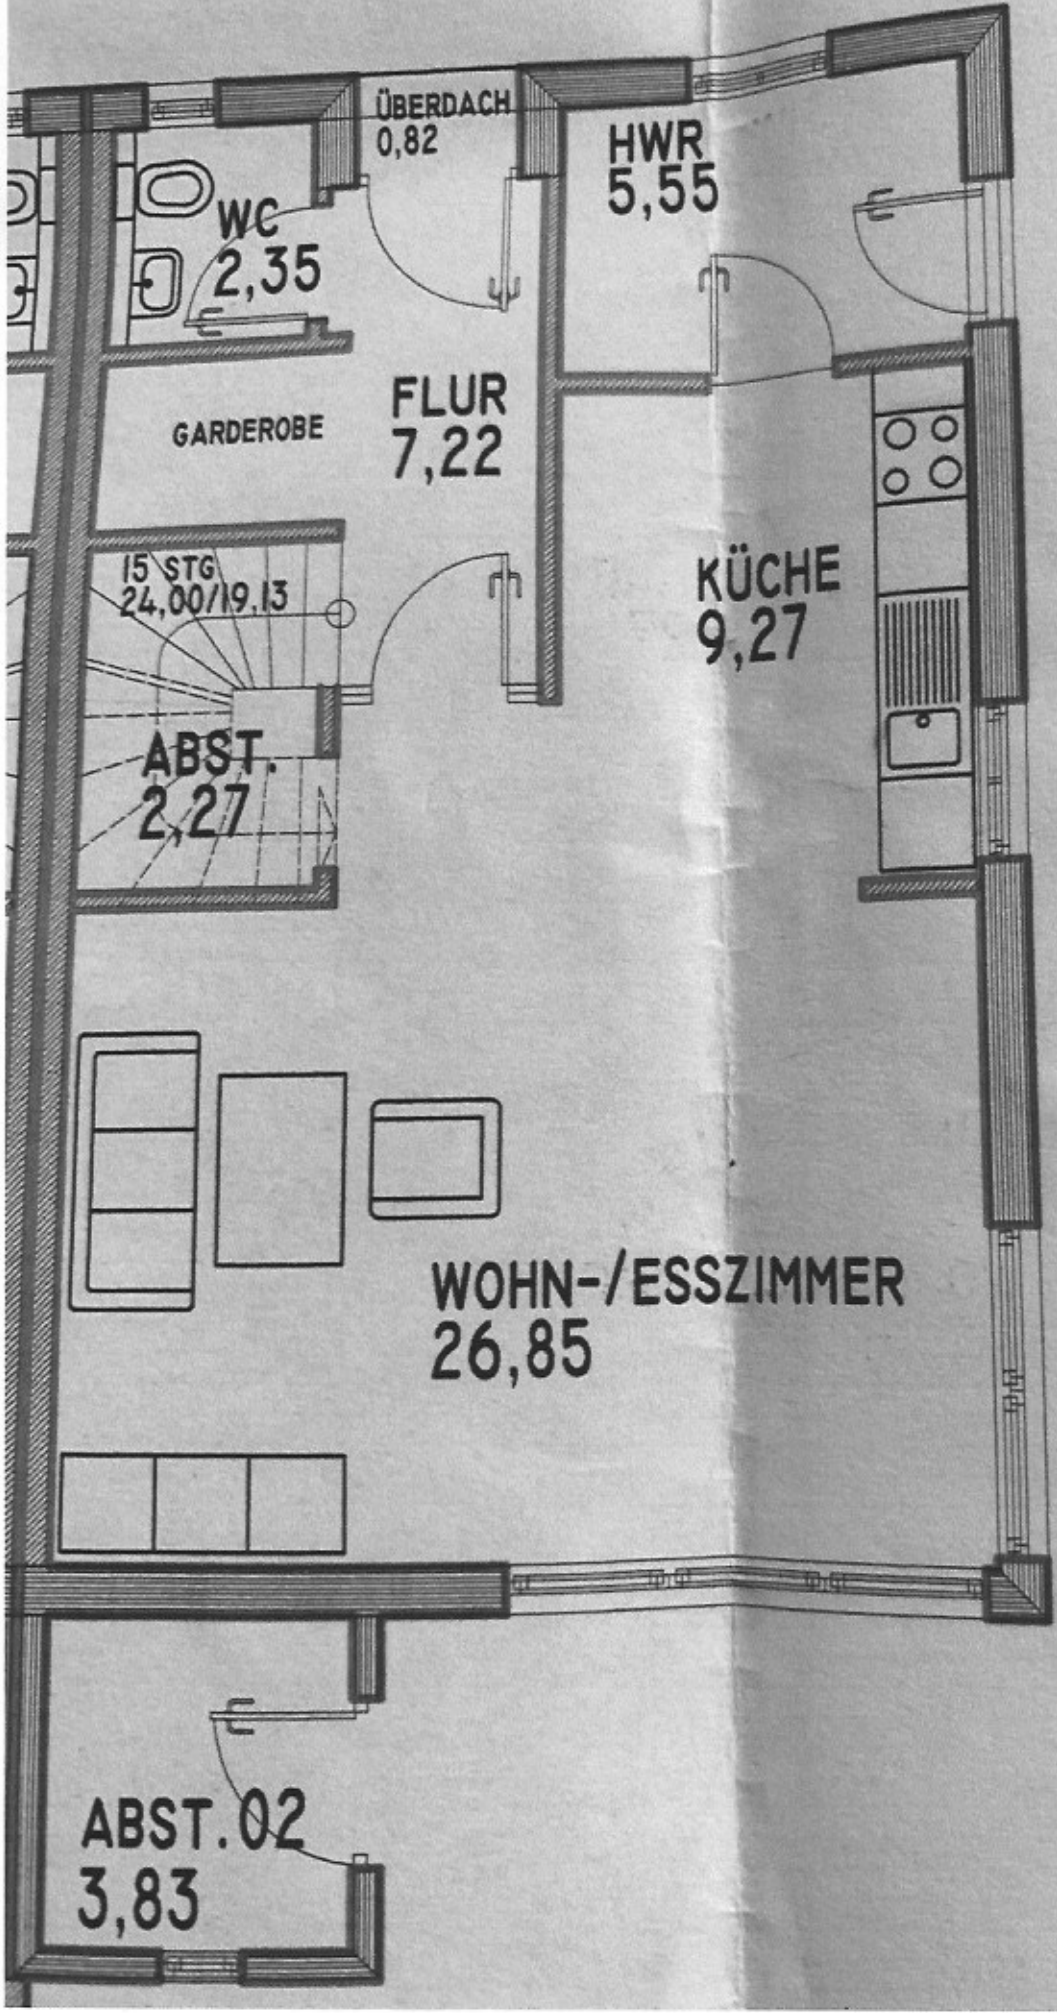 ÜBERDACH
0,82
HWR
5,55
WC
2,35
FLUR
7,22
GARDEROBE
15 STG
24,00/19,13
KÜCHE
9,27
ABST.
2,27
WOHN-/ESSZIMMER
26,85
ABST.02
3,83